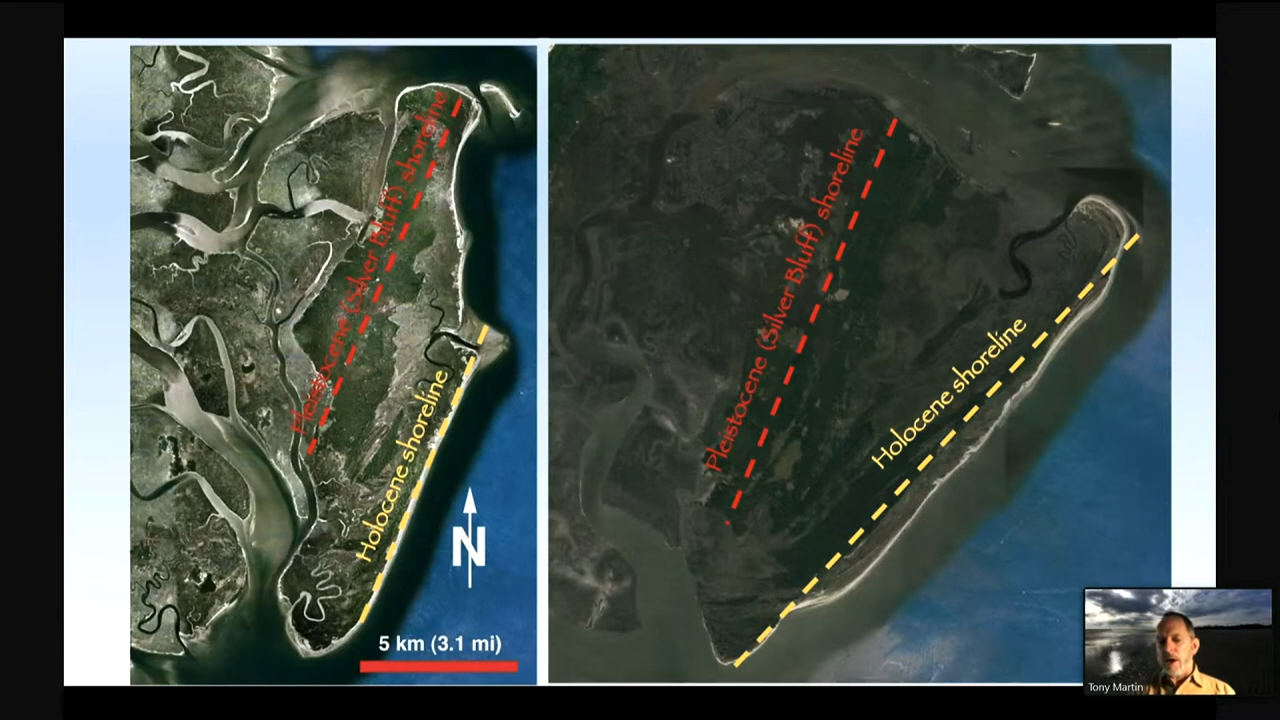 Pleistocene (Silver Bluff) shoreline
Holocene shoreline
N
5 km (3.1 mi)
Pleistocene (Silver Bluff) shoreline
Holocene shoreline
Tony Martin